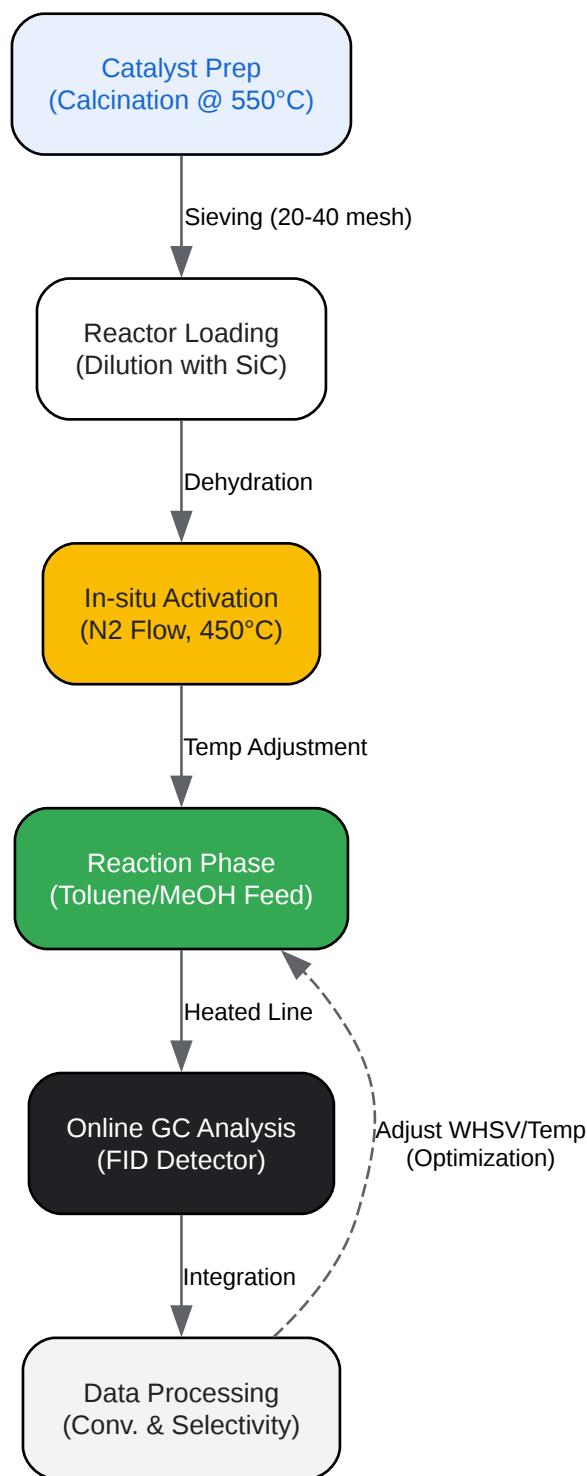 Catalyst Prep
(Calcination @ 550°C)
Sieving (20-40 mesh)
Reactor Loading
(Dilution with SiC)
Dehydration
In-situ Activation
(N2 Flow, 450°C)
Temp Adjustment
Reaction Phase
(Toluene/MeOH Feed)
Heated Line
Online GC Analysis
(FID Detector)
Adjust WHSV/Temp
(Optimization)
Integration
Data Processing
(Conv. & Selectivity)